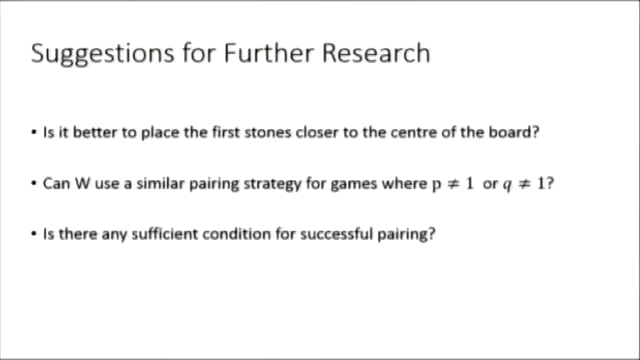 Suggestions for Further Research
• Is it better to place the first stones closer to the centre of the board?
• Can W use a similar pairing strategy for games where p ≠ 1 or q ≠ 1?
• Is there any sufficient condition for successful pairing?